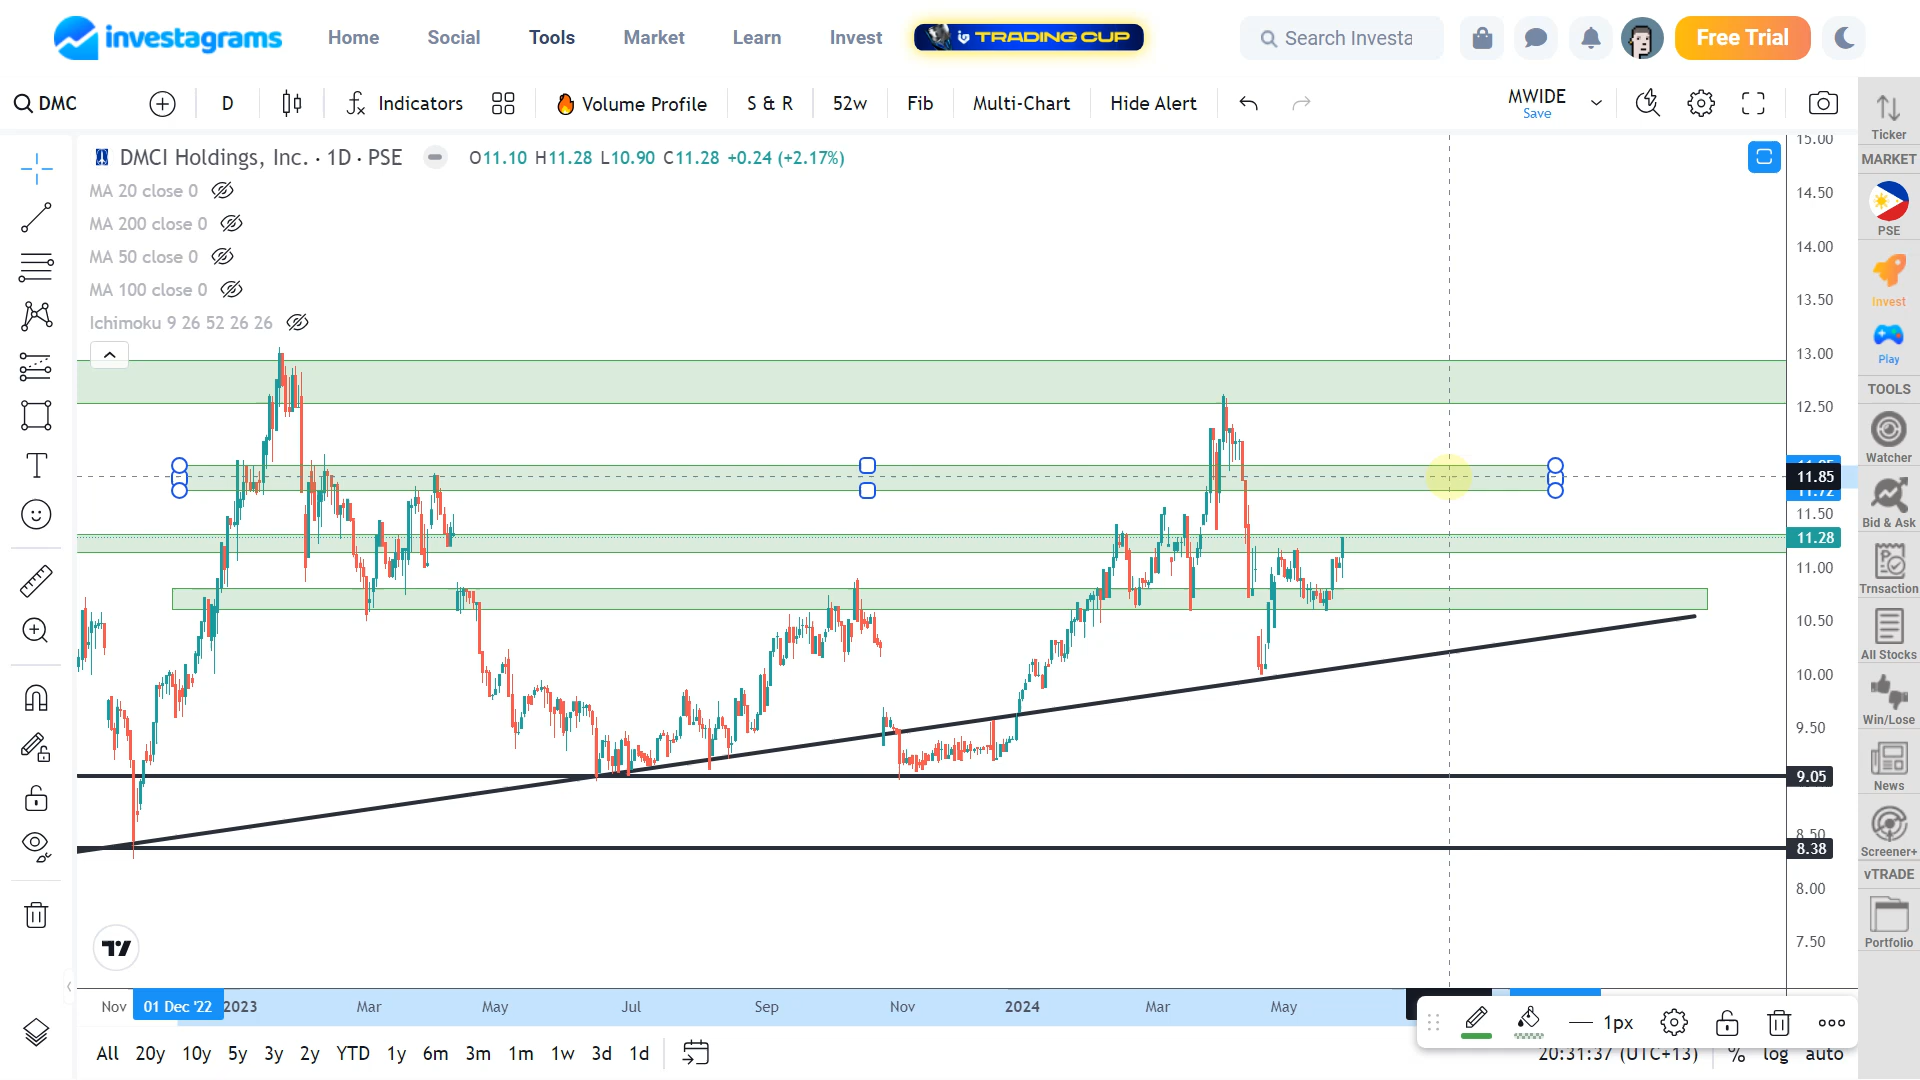 investagrams Home Social Tools Market Learn Invest TRADING CUP Search Investa Free Trial
DMC D Indicators Volume Profile S & R 52w Fib Multi-Chart Hide Alert MWIDE
Save
DMCI Holdings, Inc. · 1D · PSE O11.10 H11.28 L10.90 C11.28 +0.24 (+2.17%)
MA 20 close 0
MA 200 close 0
MA 50 close 0
MA 100 close 0
Ichimoku 9 26 52 26 26
15.00
14.50
14.00
13.50
13.00
12.50
11.85
11.72
11.50
11.28
11.00
10.50
10.00
9.50
9.05
8.50
8.38
8.00
7.50
Nov 01 Dec '22 2023 Mar May Jul Sep Nov 2024 Mar May
1px
All 20y 10y 5y 3y 2y YTD 1y 6m 3m 1m 1w 3d 1d
20:31:37 (UTC+13) % log auto
Ticker
MARKET
PSE
Invest
Play
TOOLS
Watcher
Bid & Ask
Trnsaction
All Stocks
Win/Lose
News
Screener+
vTRADE
Portfolio